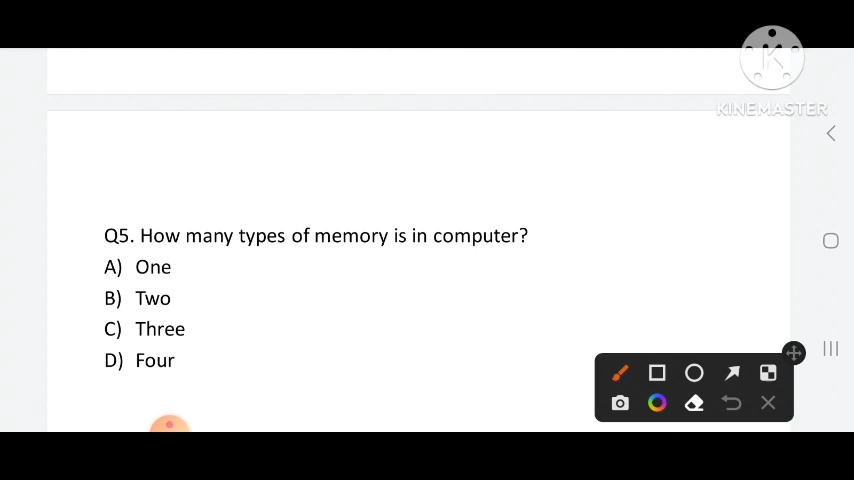 KINEMASTER
Q5. How many types of memory is in computer?
A) One
B) Two
C) Three
D) Four